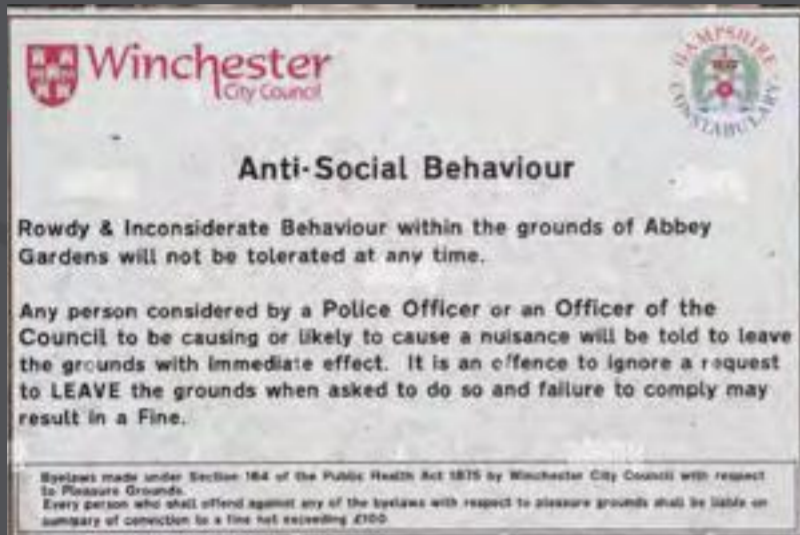 Winchester
City Council
HAMPSHIRE CONSTABULARY
Anti-Social Behaviour
Rowdy & Inconsiderate Behaviour within the grounds of Abbey
Gardens will not be tolerated at any time.
Any person considered by a Police Officer or an Officer of the
Council to be causing or likely to cause a nuisance will be told to leave
the grounds with immediate effect. It is an offence to ignore a request
to LEAVE the grounds when asked to do so and failure to comply may
result in a Fine.
Byelaws made under Section 164 of the Public Health Act 1875 by Winchester City Council with respect
to Pleasure Grounds.
Every person who shall offend against any of the byelaws with respect to pleasure grounds shall be liable on
summary of conviction to a fine not exceeding £100